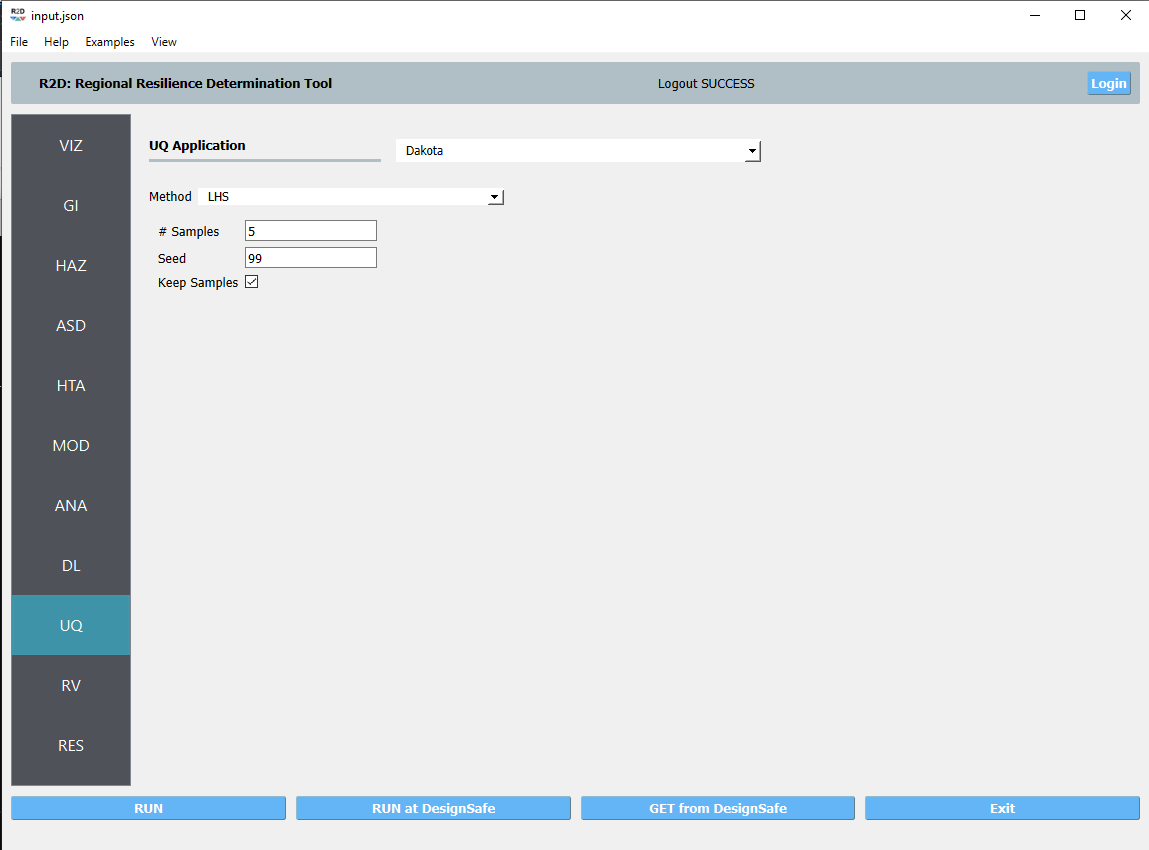 R2D input.json
File Help Examples View
R2D: Regional Resilience Determination Tool Logout SUCCESS Login
VIZ
GI
HAZ
ASD
HTA
MOD
ANA
DL
UQ
RV
RES
UQ Application Dakota
Method LHS
# Samples 5
Seed 99
Keep Samples
RUN RUN at DesignSafe GET from DesignSafe Exit